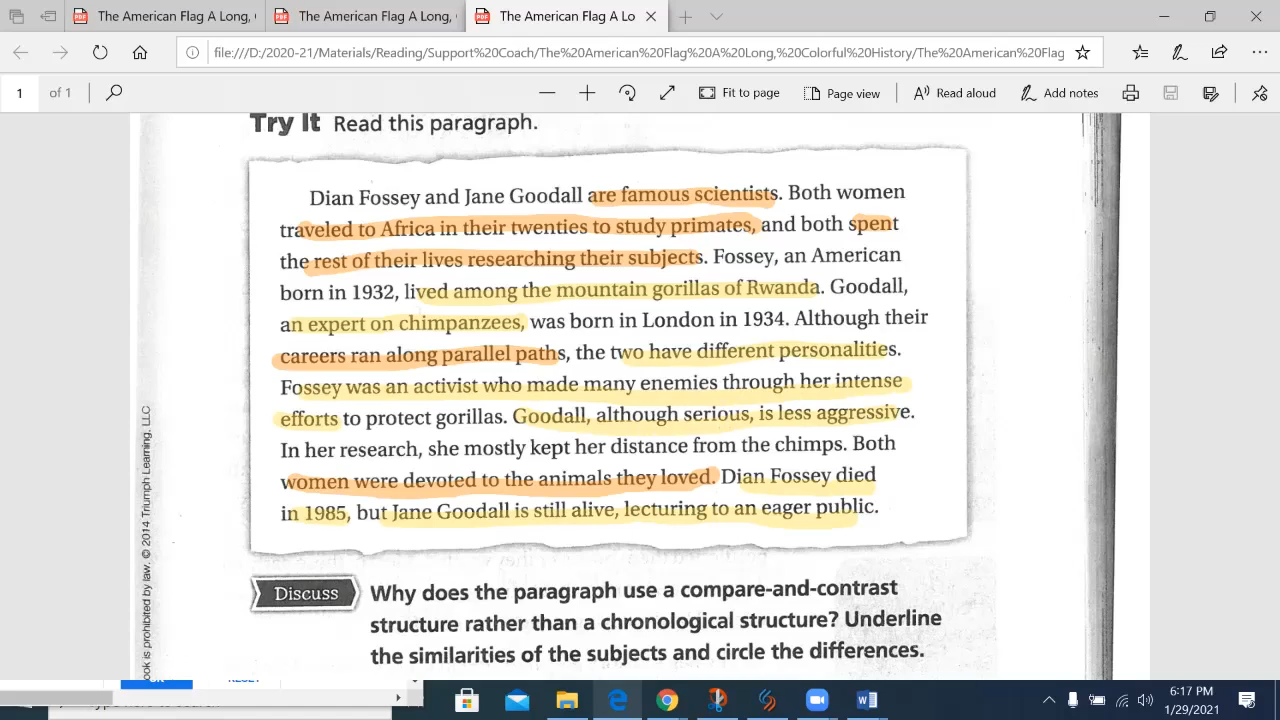 The American Flag,
The American Flag,
The American Flag A Lo
file:///D:/2020-21/Materials/Reading/Support%20Coach/The%20American%20Flag%20A%20Long,%20Colorful%20History/The%20American%20Flag
1 of 1 Fit to page Page view Read aloud Add notes
Try It Read this paragraph.
Dian Fossey and Jane Goodall are famous scientists. Both women
traveled to Africa in their twenties to study primates, and both spent
the rest of their lives researching their subjects. Fossey, an American
born in 1932, lived among the mountain gorillas of Rwanda. Goodall,
an expert on chimpanzees, was born in London in 1934. Although their
careers ran along parallel paths, the two have different personalities.
Fossey was an activist who made many enemies through her intense
efforts to protect gorillas. Goodall, although serious, is less aggressive.
In her research, she mostly kept her distance from the chimps. Both
women were devoted to the animals they loved. Dian Fossey died
in 1985, but Jane Goodall is still alive, lecturing to an eager public.
Discuss Why does the paragraph use a compare-and-contrast
structure rather than a chronological structure? Underline
the similarities of the subjects and circle the differences.
ook is prohibited by law. © 2014 Triumph Learning, LLC
:17 PM
1/29/2021